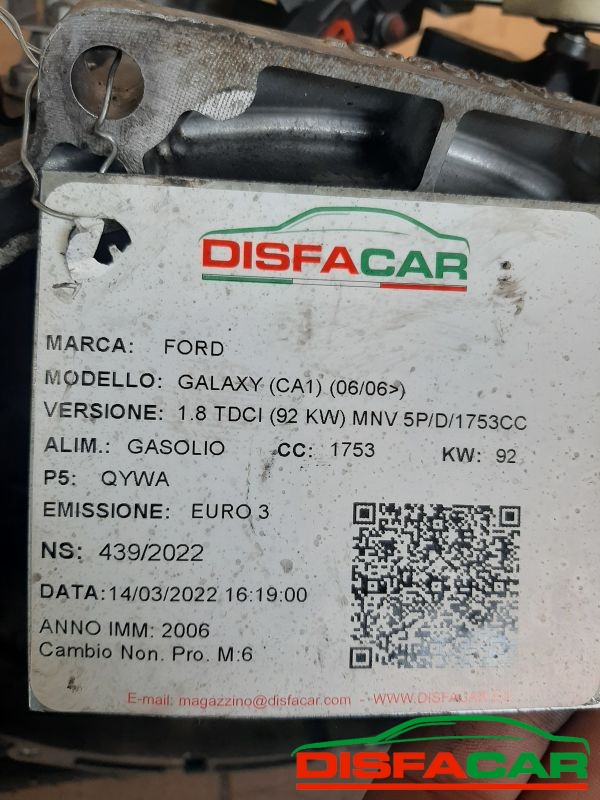 DISFACAR
MARCA: FORD
MODELLO: GALAXY (CA1) (06/06>)
VERSIONE: 1.8 TDCI (92 KW) MNV 5P/D/1753CC
ALIM.: GASOLIO CC: 1753 KW: 92
P5: QYWA
EMISSIONE: EURO 3
NS: 439/2022
DATA:14/03/2022 16:19:00
ANNO IMM: 2006
Cambio Non. Pro. M:6
E-mail: magazzino@disfacar.com - WWW.DISFACAR
DISFACAR